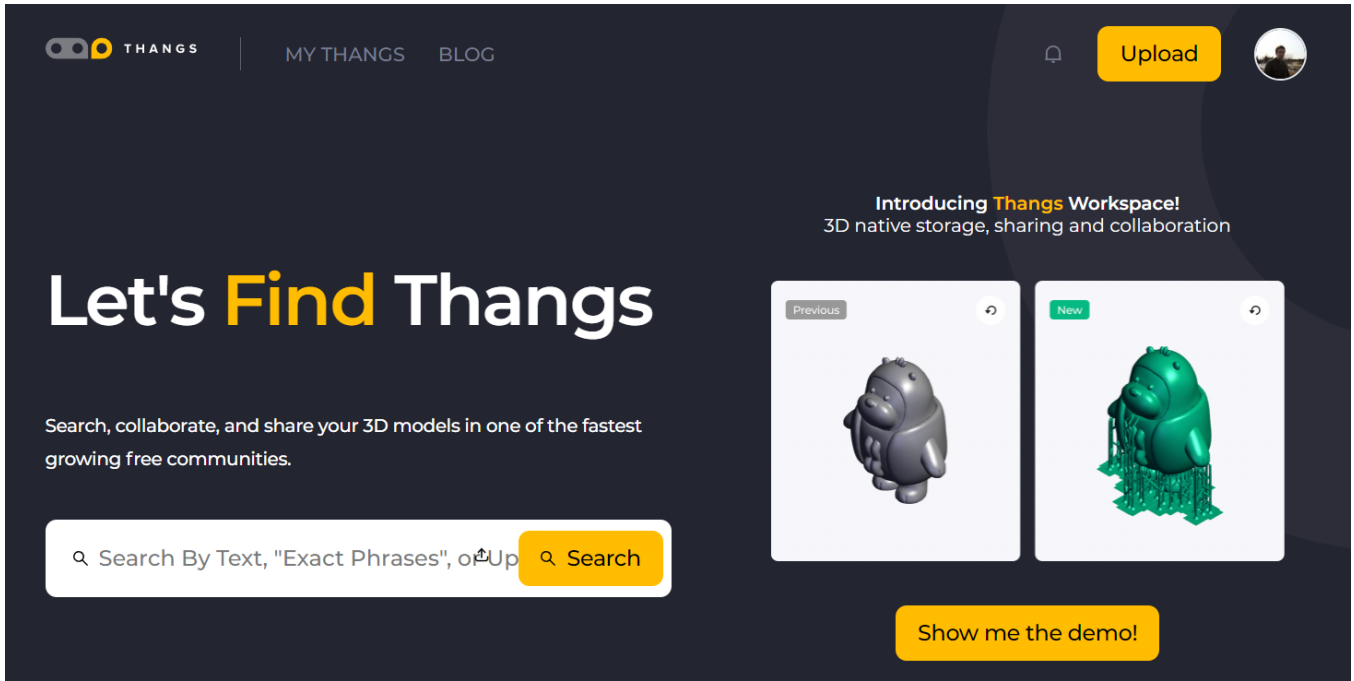 THANGS
MY THANGS
BLOG
Upload
Let's Find Thangs
Search, collaborate, and share your 3D models in one of the fastest
growing free communities.
Search By Text, "Exact Phrases", or Up
Search
Introducing Thangs Workspace!
3D native storage, sharing and collaboration
Previous
New
Show me the demo!